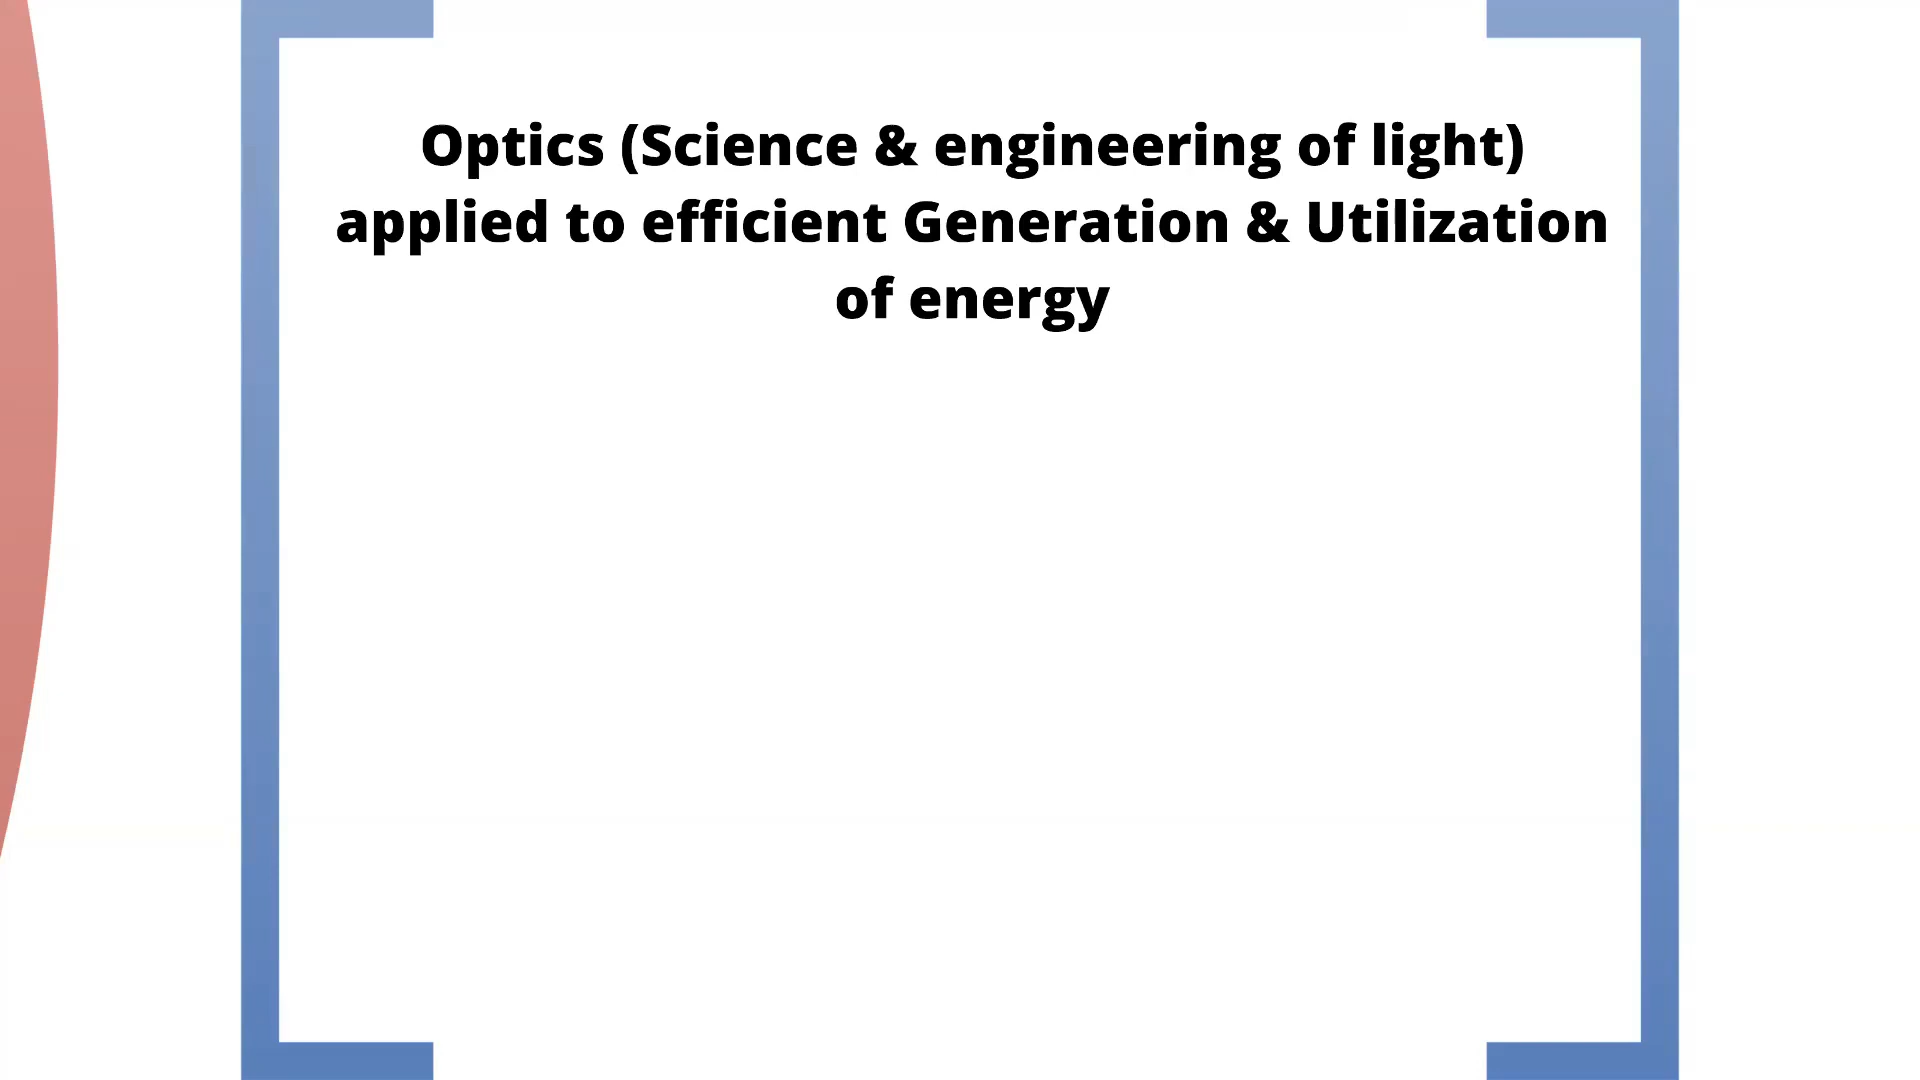 Optics (Science & engineering of light)
applied to efficient Generation & Utilization
of energy